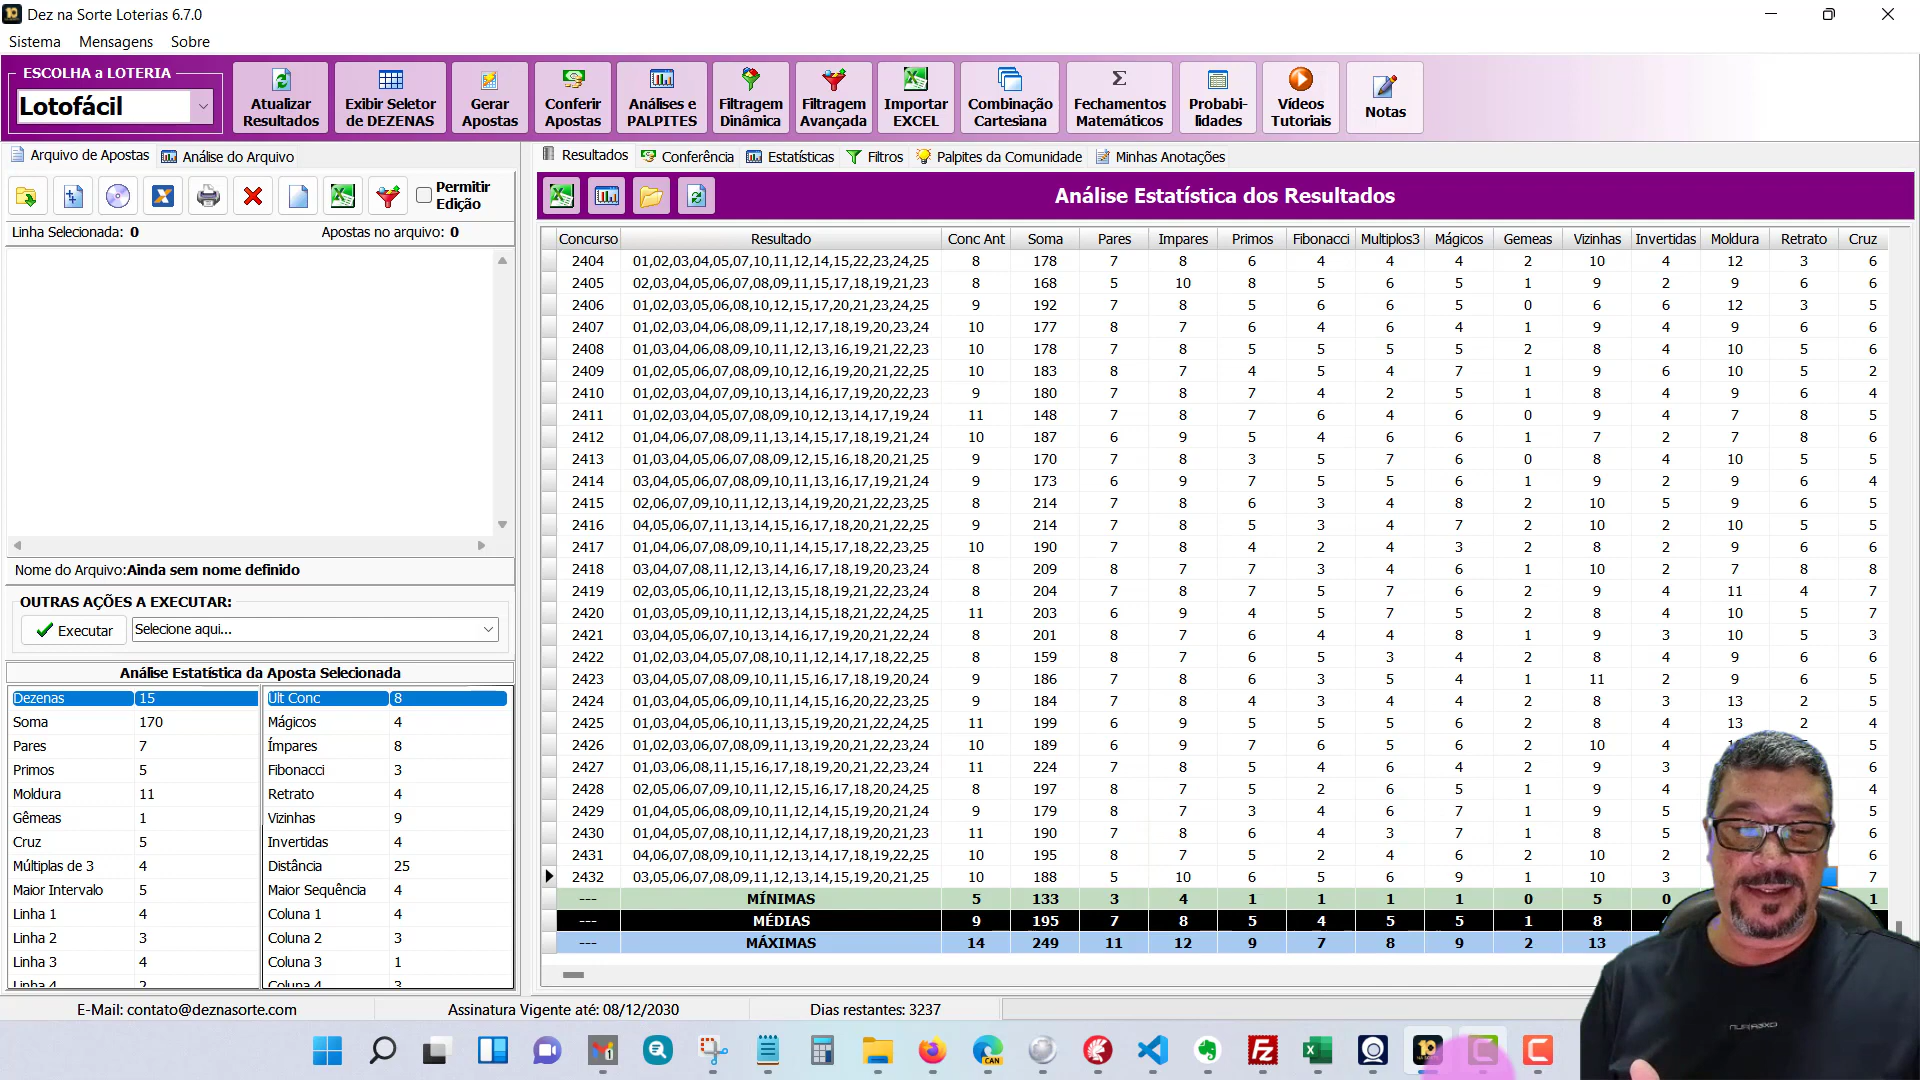 Dez na Sorte Loterias 6.7.0
Sistema Mensagens Sobre
ESCOLHA a LOTERIA
Lotofácil
Atualizar Resultados
Exibir Seletor de DEZENAS
Gerar Apostas
Conferir Apostas
Análises e PALPITES
Filtragem Dinâmica
Filtragem Avançada
Importar EXCEL
Combinação Cartesiana
Fechamentos Matemáticos
Probabi-lidades
Vídeos Tutoriais
Notas
Arquivo de Apostas Análise do Arquivo
Permitir Edição
Linha Selecionada: 0 Apostas no arquivo: 0
Nome do Arquivo:Ainda sem nome definido
OUTRAS AÇÕES A EXECUTAR:
Executar Selecione aqui...
Análise Estatística da Aposta Selecionada
Dezenas 15 Ult Conc 8
Soma 170 Mágicos 4
Pares 7 Ímpares 8
Primos 5 Fibonacci 3
Moldura 11 Retrato 4
Gêmeas 1 Vizinhas 9
Cruz 5 Invertidas 4
Múltiplas de 3 4 Distância 25
Maior Intervalo 5 Maior Sequência 4
Linha 1 4 Coluna 1 4
Linha 2 3 Coluna 2 3
Linha 3 4 Coluna 3 1
Linha 4 2 Coluna 4 3
Resultados Conferência Estatísticas Filtros Palpites da Comunidade Minhas Anotações
Análise Estatística dos Resultados
Concurso Resultado Conc Ant Soma Pares Impares Primos Fibonacci Multiplos3 Mágicos Gemeas Vizinhas Invertidas Moldura Retrato Cruz
2404 01,02,03,04,05,07,10,11,12,14,15,22,23,24,25 8 178 7 8 6 4 4 4 2 10 4 12 3 6
2405 02,03,04,05,06,07,08,09,11,15,17,18,19,21,23 8 168 5 10 8 5 6 5 1 9 2 9 6 6
2406 01,02,03,05,06,08,10,12,15,17,20,21,23,24,25 9 192 7 8 5 6 6 5 0 6 6 12 3 5
2407 01,02,03,04,06,08,09,11,12,17,18,19,20,23,24 10 177 8 7 6 4 6 4 1 9 4 9 6 6
2408 01,03,04,06,08,09,10,11,12,13,16,19,21,22,23 10 178 7 8 5 5 5 5 2 8 4 10 5 6
2409 01,02,05,06,07,08,09,10,12,16,19,20,21,22,25 10 183 8 7 4 5 4 7 1 9 6 10 5 2
2410 01,02,03,04,07,09,10,13,14,16,17,19,20,22,23 9 180 7 8 7 4 2 5 1 8 4 9 6 4
2411 01,02,03,04,05,07,08,09,10,12,13,14,17,19,24 11 148 7 8 7 6 4 6 0 9 4 7 8 5
2412 01,04,06,07,08,09,11,13,14,15,17,18,19,21,24 10 187 6 9 5 4 6 6 1 7 2 7 8 6
2413 01,03,04,05,06,07,08,09,12,15,16,18,20,21,25 9 170 7 8 3 5 7 6 0 8 4 10 5 5
2414 03,04,05,06,07,08,09,10,11,13,16,17,19,21,24 9 173 6 9 7 5 5 6 1 9 2 9 6 4
2415 02,06,07,09,10,11,12,13,14,19,20,21,22,23,25 8 214 7 8 6 3 4 8 2 10 5 9 6 5
2416 04,05,06,07,11,13,14,15,16,17,18,20,21,22,25 9 214 7 8 5 3 4 7 2 10 2 10 5 5
2417 01,04,06,07,08,09,10,11,14,15,17,18,22,23,25 10 190 7 8 4 2 4 3 2 8 2 9 6 6
2418 03,04,07,08,11,12,13,14,16,17,18,19,20,23,24 8 209 8 7 7 3 4 6 1 10 2 7 8 8
2419 02,03,05,06,10,11,12,13,15,18,19,20,21,24,25 8 204 7 8 5 7 5 6 2 9 4 11 4 7
2420 01,03,05,09,10,11,12,13,14,15,18,21,22,24,25 11 203 6 9 4 5 7 5 2 8 4 10 5 7
2421 03,04,05,06,07,10,13,14,16,17,19,20,21,22,24 8 201 8 7 6 4 4 8 1 9 3 10 5 3
2422 01,02,03,04,05,07,08,10,11,12,14,17,18,22,25 8 159 8 7 6 5 3 4 2 8 4 9 6 6
2423 03,04,05,07,08,09,10,11,15,16,17,18,19,20,24 9 186 7 8 6 3 5 4 1 11 2 9 6 5
2424 01,03,04,05,06,09,10,11,14,15,16,20,22,23,25 9 184 7 8 4 3 4 4 2 8 3 13 2 5
2425 01,03,04,05,06,10,11,13,15,19,20,21,22,24,25 11 199 6 9 5 5 5 6 2 8 4 13 2 4
2426 01,02,03,06,07,08,09,11,13,19,20,21,22,23,24 10 189 6 9 7 6 5 6 2 10 4 5
2427 01,03,06,08,11,15,16,17,18,19,20,21,22,23,24 11 224 7 8 5 4 6 4 2 9 3 6
2428 02,05,06,07,09,10,11,12,15,16,17,18,20,22,25 8 197 8 7 5 2 6 5 1 9 4 4
2429 01,04,05,06,08,09,10,11,12,14,15,19,20,21,24 9 179 8 7 3 4 6 7 1 9 5 5
2430 01,04,05,07,08,10,11,12,14,17,18,19,20,21,23 11 190 7 8 6 4 3 7 1 8 5 6
2431 04,06,07,08,09,10,11,12,13,14,17,18,19,22,25 10 195 8 7 5 2 4 6 2 10 2 6
2432 03,05,06,07,08,09,11,12,13,14,15,19,20,21,25 10 188 5 10 6 5 6 9 1 10 3 7
--- MÍNIMAS 5 133 3 4 1 1 1 1 0 5 0 1
--- MÉDIAS 9 195 7 8 5 4 5 5 1 8
--- MÁXIMAS 14 249 11 12 9 7 8 9 2 13
E-Mail: contato@deznasorte.com Assinatura Vigente até: 08/12/2030 Dias restantes: 3237